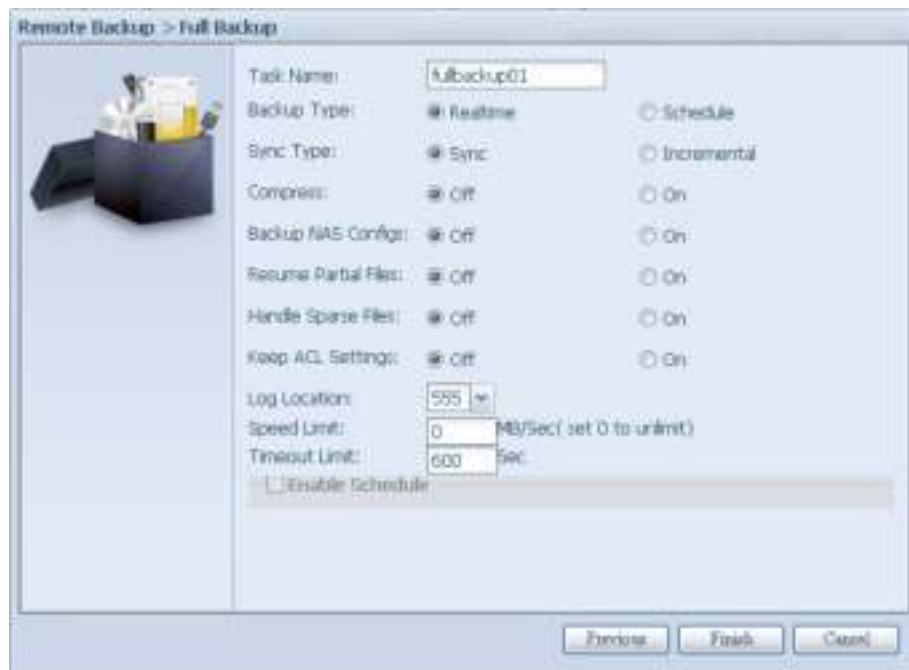 Remote Backup > Full Backup
Task Name: fullbackup01
Backup Type: Realtime Schedule
Sync Type: Sync Incremental
Compress: Off On
Backup NAS Configs: Off On
Resume Partial Files: Off On
Handle Sparse Files: Off On
Keep ACL Settings: Off On
Log Location: 555
Speed Limit: 0 MB/Sec( set 0 to unlimit)
Timeout Limit: 600 Sec
Enable Schedule
Previous Finish Cancel